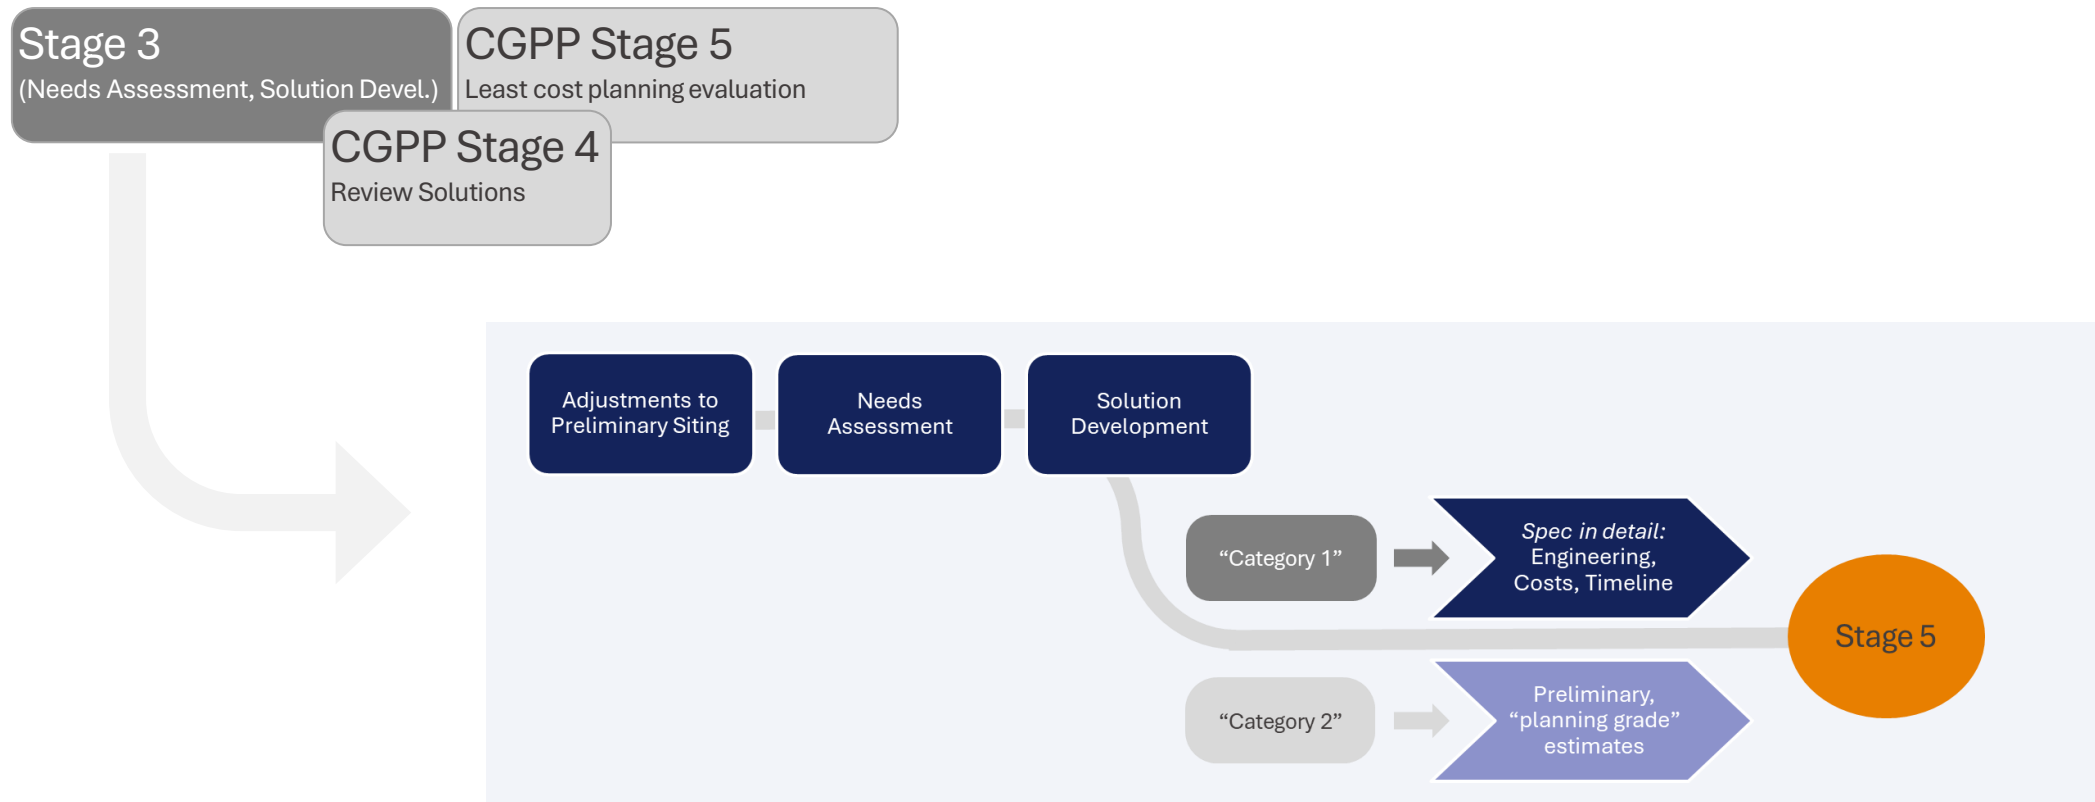 Stage 3
(Needs Assessment, Solution Devel.)
CGPP Stage 5
Least cost planning evaluation
CGPP Stage 4
Review Solutions
Adjustments to
Preliminary Siting
Needs
Assessment
Solution
Development
“Category 1”
Spec in detail:
Engineering,
Costs, Timeline
Stage 5
“Category 2”
Preliminary,
“planning grade”
estimates